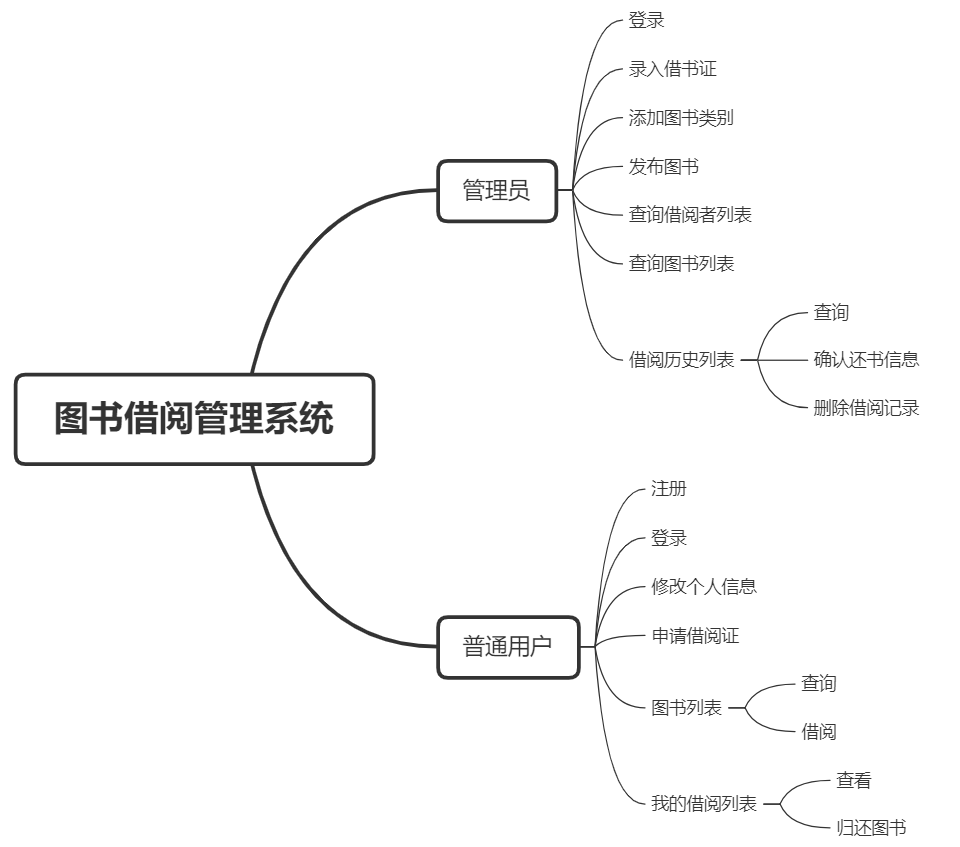 图书借阅管理系统
管理员
登录
录入借书证
添加图书类别
发布图书
查询借阅者列表
查询图书列表
借阅历史列表
查询
确认还书信息
删除借阅记录
普通用户
注册
登录
修改个人信息
申请借阅证
图书列表
查询
借阅
我的借阅列表
查看
归还图书